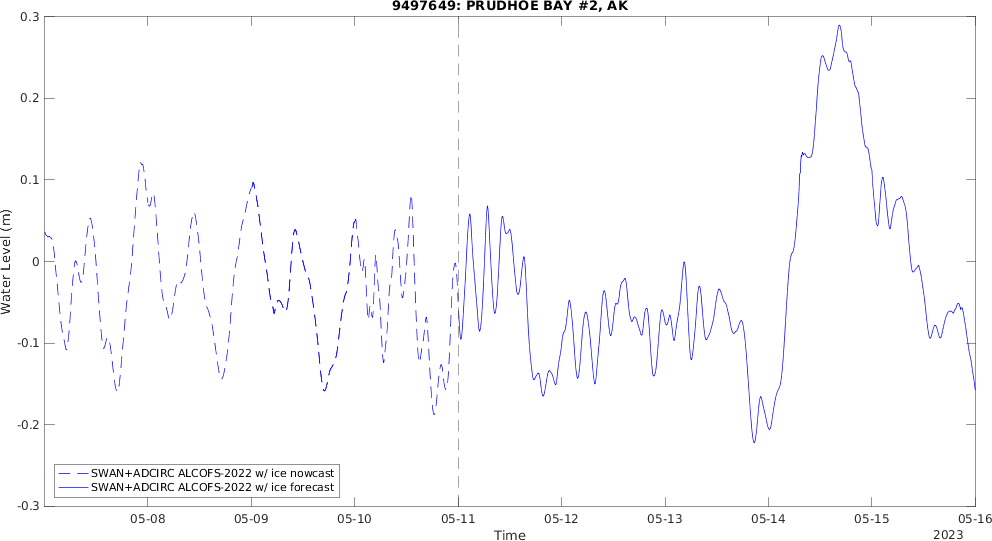 9497649: PRUDHOE BAY #2, AK
0.3
0.2
0.1
0
-0.1
-0.2
-0.3
Water Level (m)
SWAN+ADCIRC ALCOFS-2022 w/ ice nowcast
SWAN+ADCIRC ALCOFS-2022 w/ ice forecast
05-08 05-09 05-10 05-11 05-12 05-13 05-14 05-15 05-16
Time
2023